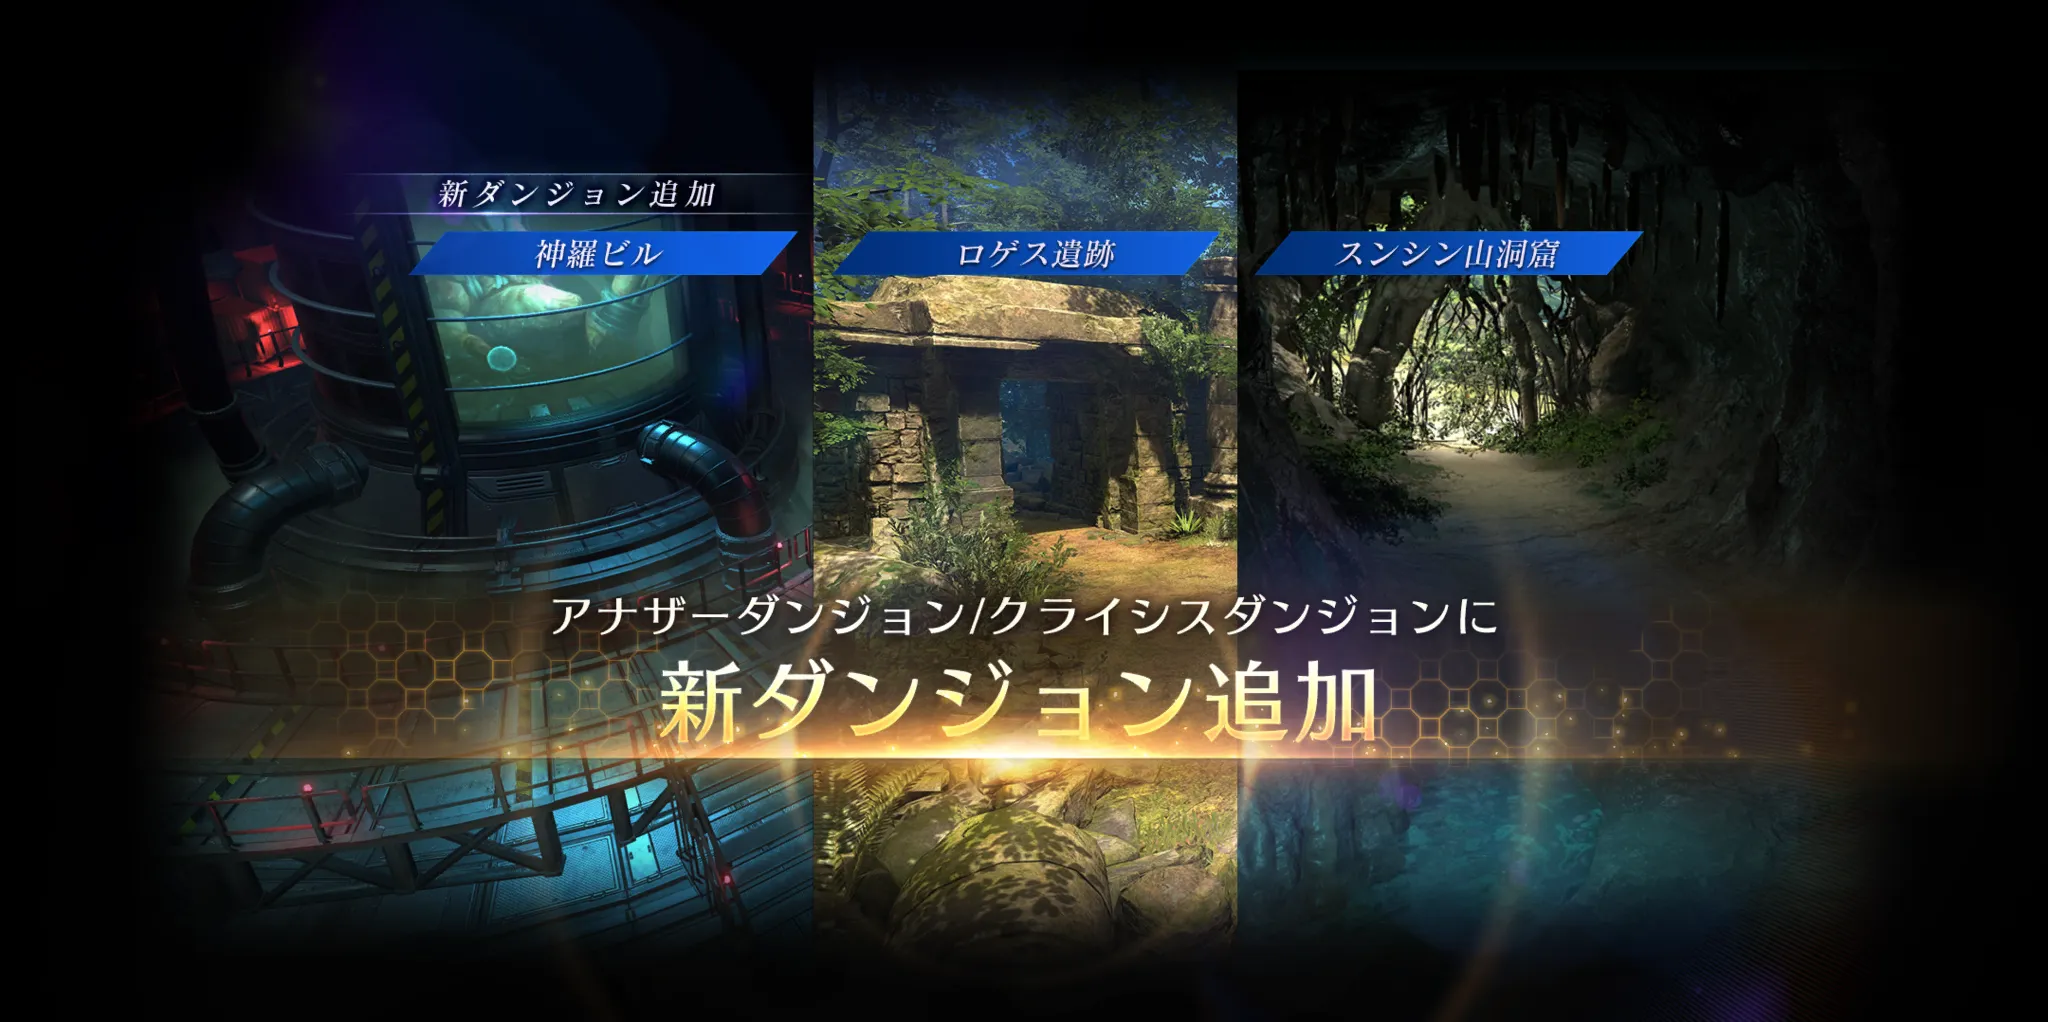 新ダンジョン追加
神羅ビル
ロゲス遺跡
スンシン山洞窟
アナザーダンジョン/クライシスダンジョンに
新ダンジョン追加